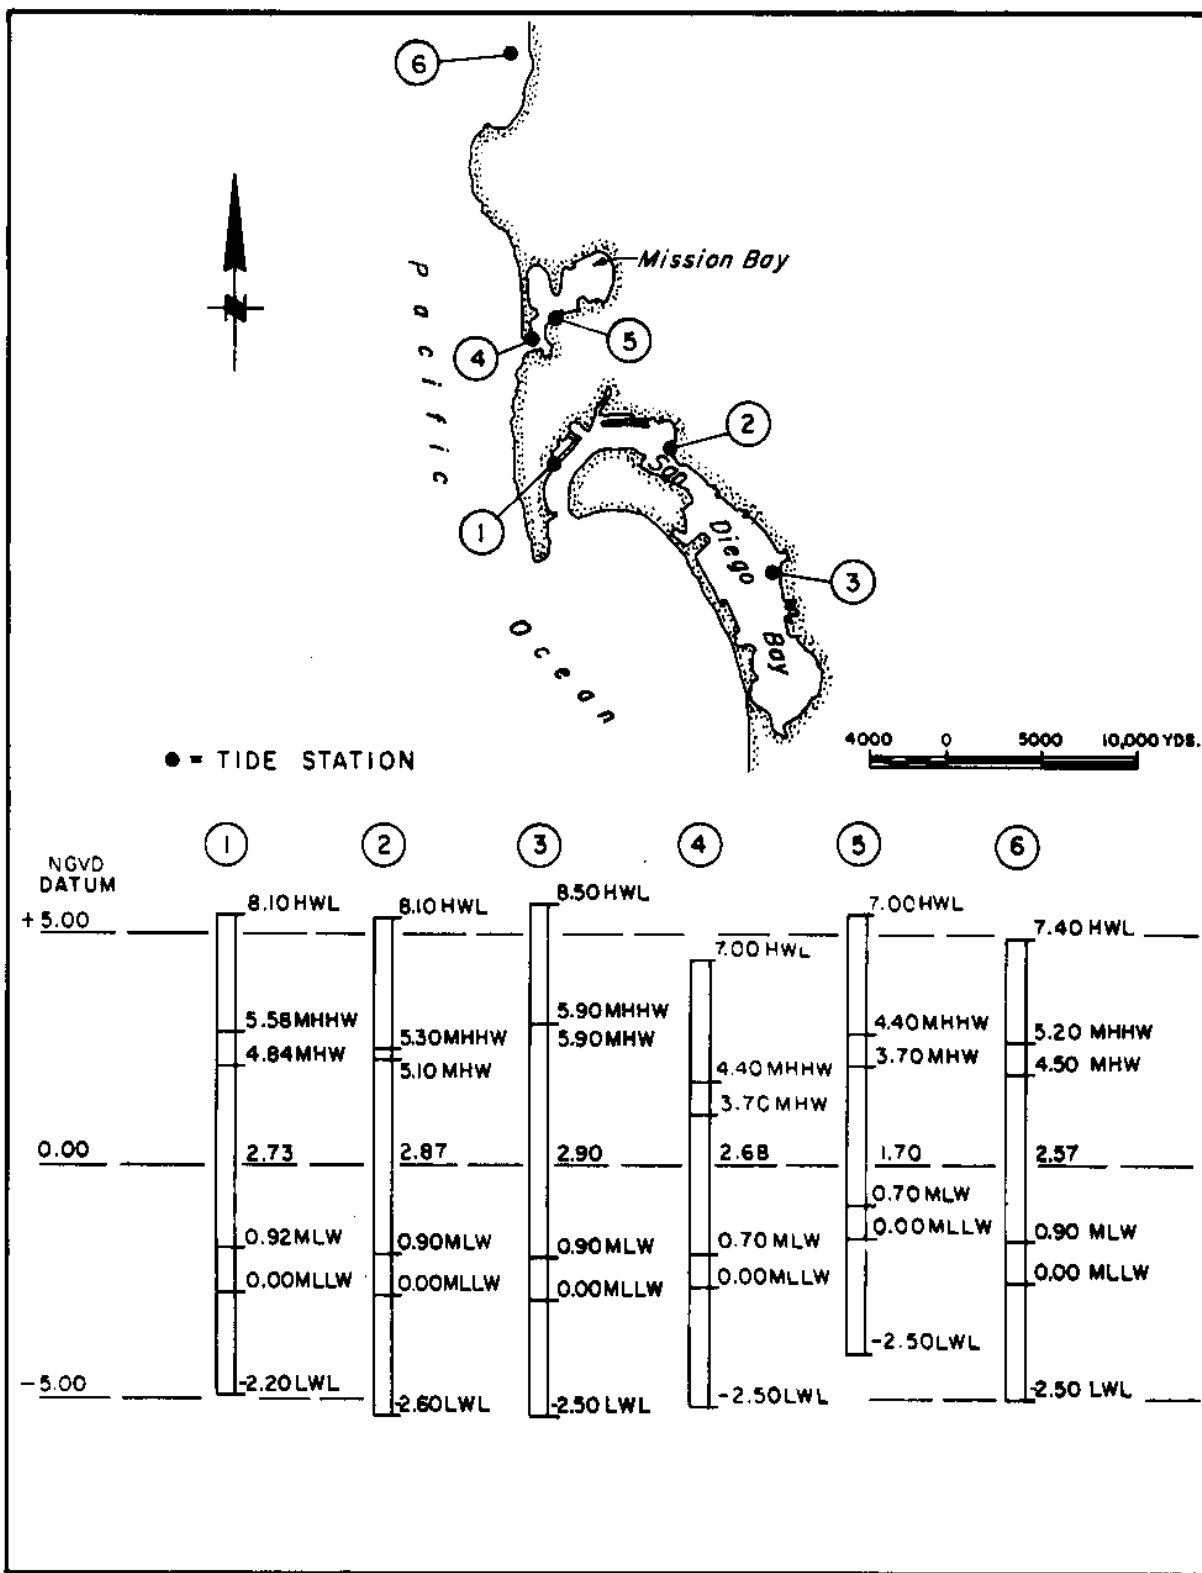 6
Mission Bay
Pacific
4
5
2
1
San
Diego
Bay
3
Ocean
● = TIDE STATION
4000 0 5000 10,000 YDS.
1 2 3 4 5 6
NGVD
DATUM
+5.00
8.10 HWL
8.10 HWL
8.50 HWL
7.00 HWL
7.00 HWL
7.40 HWL
5.58 MHHW
5.30 MHHW
5.90 MHHW
4.40 MHHW
4.40 MHHW
5.20 MHHW
4.84 MHW
5.10 MHW
5.90 MHW
3.70 MHW
3.70 MHW
4.50 MHW
0.00
2.73
2.87
2.90
2.68
1.70
2.57
0.92 MLW
0.90 MLW
0.90 MLW
0.70 MLW
0.70 MLW
0.90 MLW
0.00 MLLW
0.00 MLLW
0.00 MLLW
0.00 MLLW
0.00 MLLW
0.00 MLLW
-5.00
-2.20 LWL
-2.60 LWL
-2.50 LWL
-2.50 LWL
-2.50 LWL
-2.50 LWL